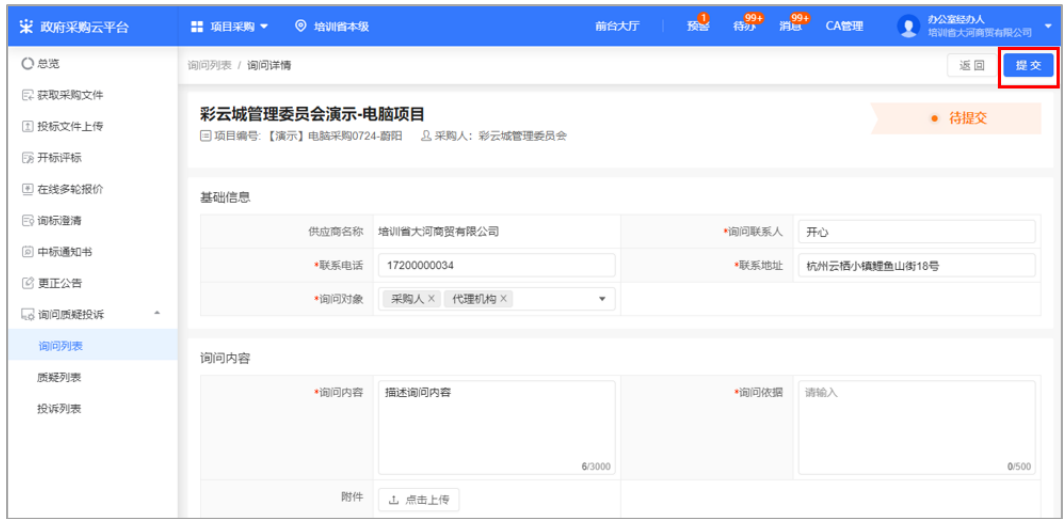 政府采购云平台 项目采购 培训省本级 前台大厅 预警 1 待办 99+ 消息 99+ CA管理 办公室经办人
培训省大河商贸有限公司
总览
获取采购文件
投标文件上传
开标评标
在线多轮报价
询标澄清
中标通知书
更正公告
询问质疑投诉
询问列表
质疑列表
投诉列表
询问列表 / 询问详情 返回 提交
彩云城管理委员会演示-电脑项目 待提交
项目编号: 【演示】电脑采购0724-蔚阳 采购人: 彩云城管理委员会
基础信息
供应商名称 培训省大河商贸有限公司 *询问联系人 开心
*联系电话 17200000034 *联系地址 杭州云栖小镇鲤鱼山街18号
*询问对象 采购人 × 代理机构 ×
询问内容
*询问内容 描述询问内容 *询问依据 请输入
6/3000 0/500
附件 点击上传